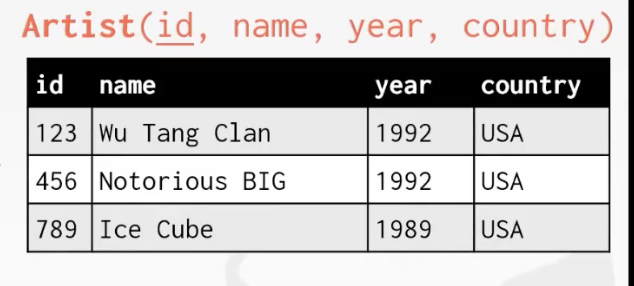 Artist(id, name, year, country)
id name year country
123 Wu Tang Clan 1992 USA
456 Notorious BIG 1992 USA
789 Ice Cube 1989 USA